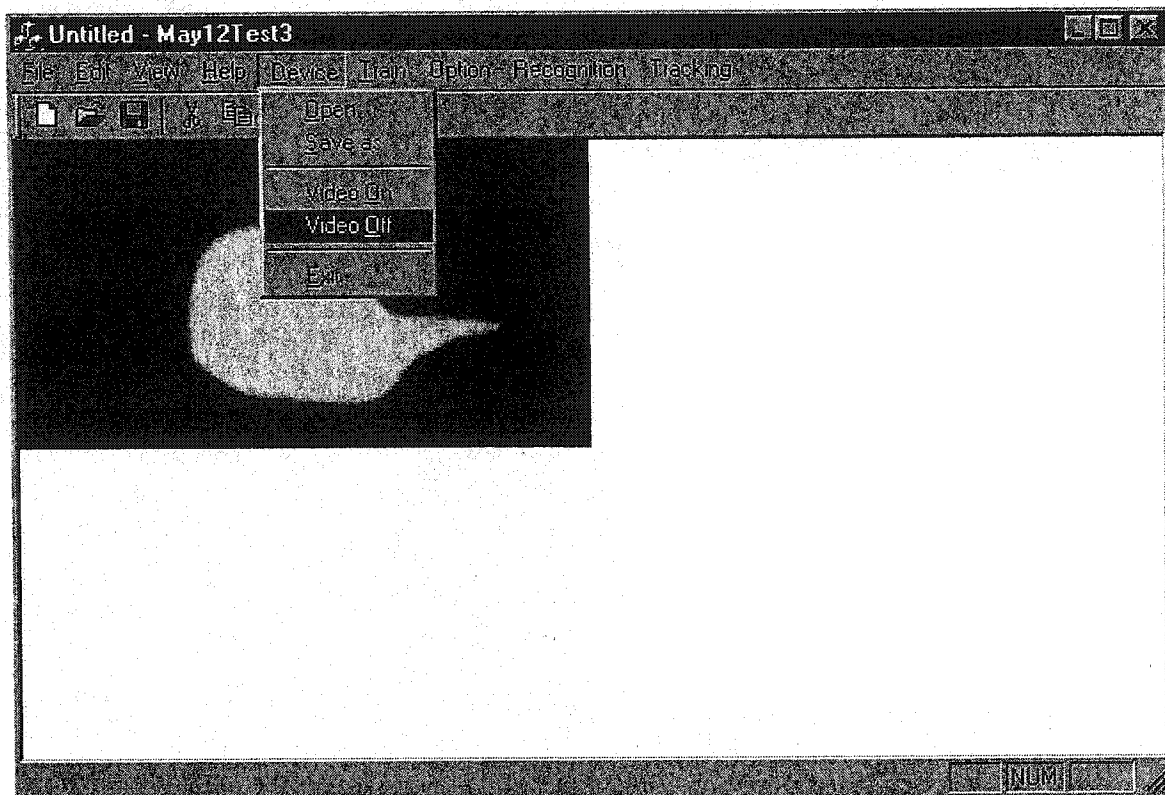 Untitled - May12Test3
File Edit View Help Device Train Option Recognition Tracking
Open
Save as
Video On
Video Off
Exit
NUM